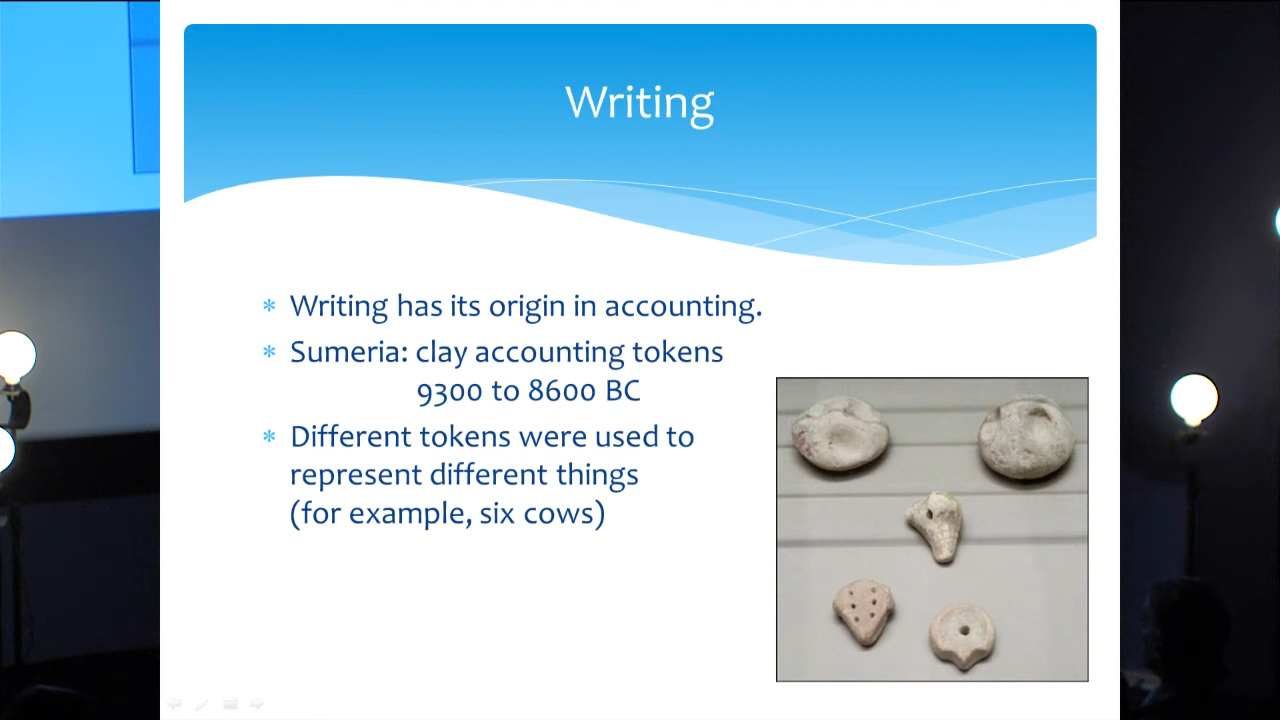 Writing
* Writing has its origin in accounting.
* Sumeria: clay accounting tokens
9300 to 8600 BC
* Different tokens were used to
represent different things
(for example, six cows)